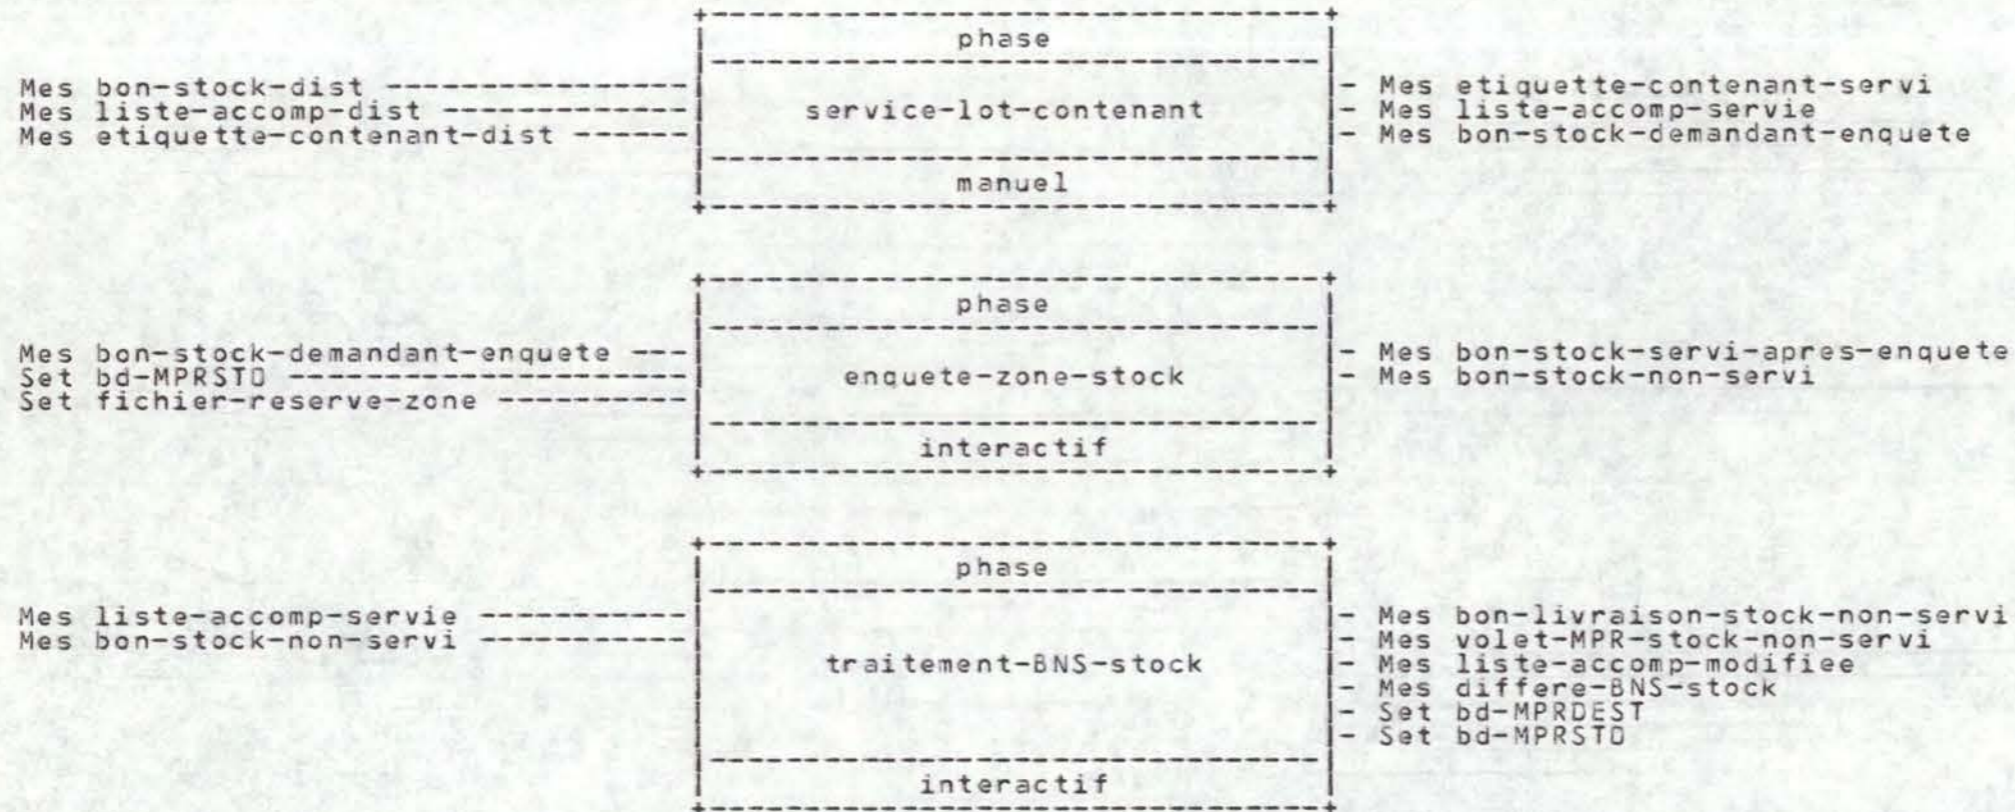 phase
Mes bon-stock-dist
Mes liste-accomp-dist
Mes etiquette-contenant-dist
service-lot-contenant
Mes etiquette-contenant-servi
Mes liste-accomp-servie
Mes bon-stock-demandant-enquete
manuel
phase
Mes bon-stock-demandant-enquete
Set bd-MPRSTO
Set fichier-reserve-zone
enquete-zone-stock
Mes bon-stock-servi-apres-enquete
Mes bon-stock-non-servi
interactif
phase
Mes liste-accomp-servie
Mes bon-stock-non-servi
traitement-BNS-stock
Mes bon-livraison-stock-non-servi
Mes volet-MPR-stock-non-servi
Mes liste-accomp-modifiee
Mes differe-BNS-stock
Set bd-MPRDEST
Set bd-MPRSTO
interactif